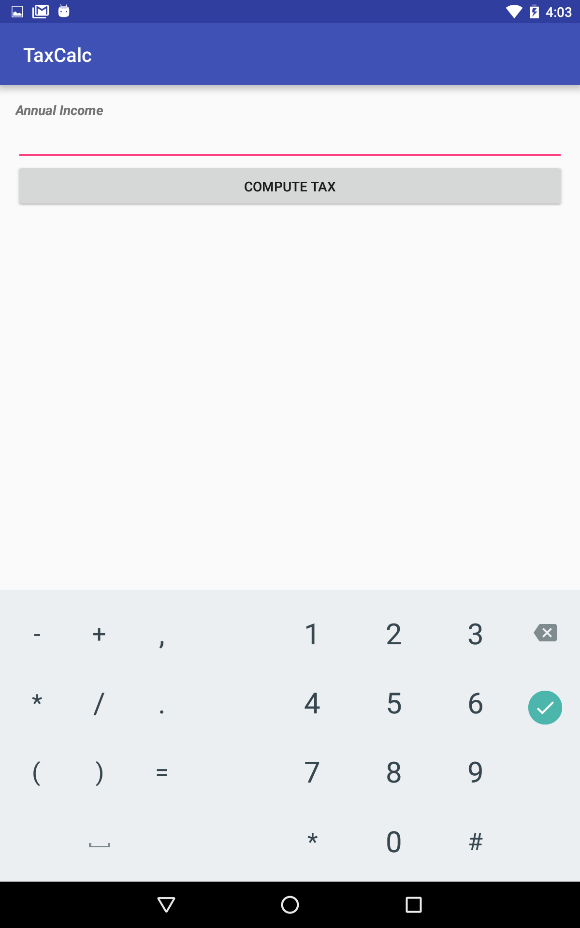 4:03
TaxCalc
Annual Income
COMPUTE TAX
- + , 1 2 3
* / . 4 5 6
( ) = 7 8 9
* 0 #